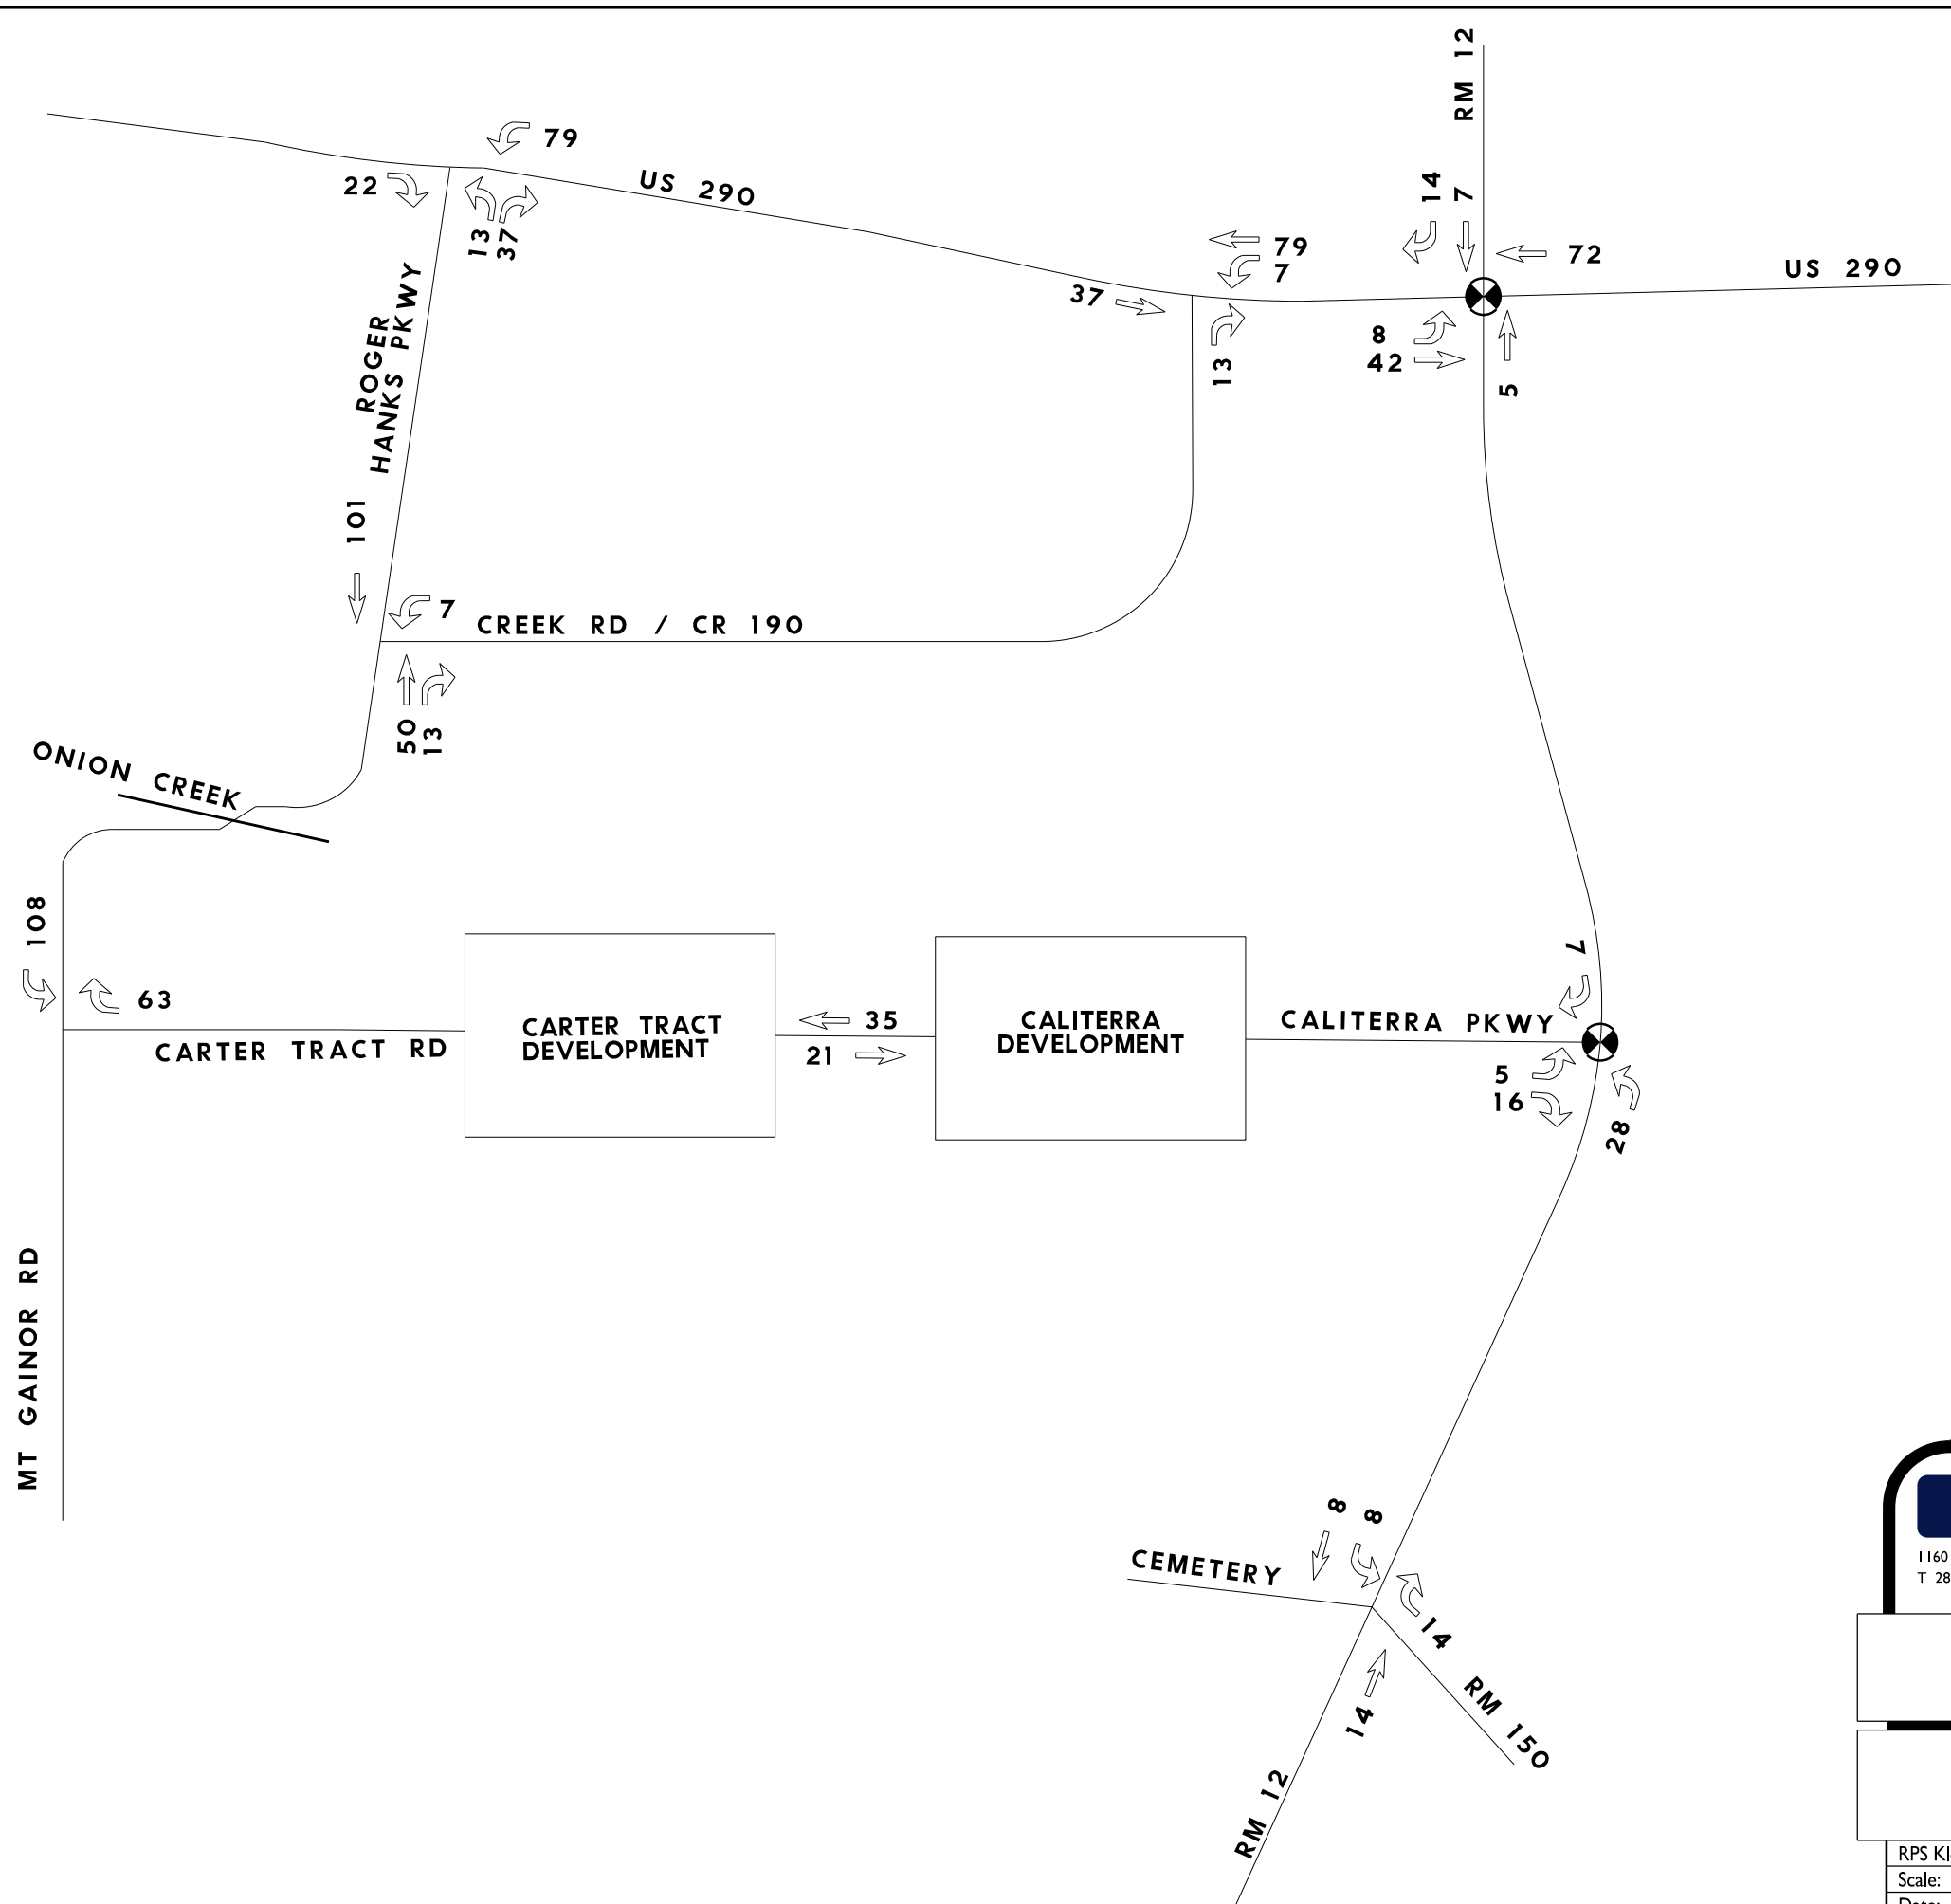 RM 12
79
22
US 290
13
37
14
7
72
79
7
37
US 290
13
8
42
5
ROGER
HANKS PKWY
101
7
CREEK RD / CR 190
50
13
ONION CREEK
108
63
CARTER TRACT RD
CARTER TRACT
DEVELOPMENT
35
21
CALITERRA
DEVELOPMENT
CALITERRA PKWY
7
5
16
28
MT GAINOR RD
8
8
CEMETERY
14
14
RM 150
RM 12
1160
T 28
RPS Kl
Scale: